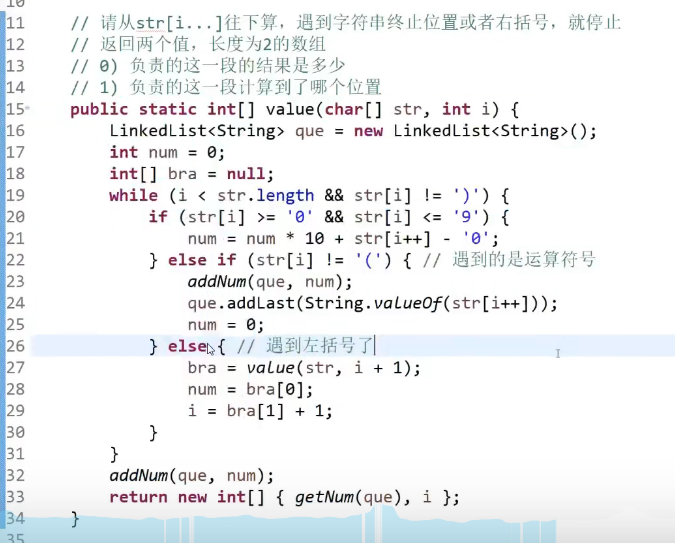 11 // 请从str[i...]往下算，遇到字符串终止位置或者右括号，就停止
12 // 返回两个值，长度为2的数组
13 // 0) 负责的这一段的结果是多少
14 // 1) 负责的这一段计算到了哪个位置
15 public static int[] value(char[] str, int i) {
16 LinkedList<String> que = new LinkedList<String>();
17 int num = 0;
18 int[] bra = null;
19 while (i < str.length && str[i] != ')') {
20 if (str[i] >= '0' && str[i] <= '9') {
21 num = num * 10 + str[i++] - '0';
22 } else if (str[i] != '(') { // 遇到的是运算符号
23 addNum(que, num);
24 que.addLast(String.valueOf(str[i++]));
25 num = 0;
26 } else { // 遇到左括号了
27 bra = value(str, i + 1);
28 num = bra[0];
29 i = bra[1] + 1;
30 }
31 }
32 addNum(que, num);
33 return new int[] { getNum(que), i };
34 }
35